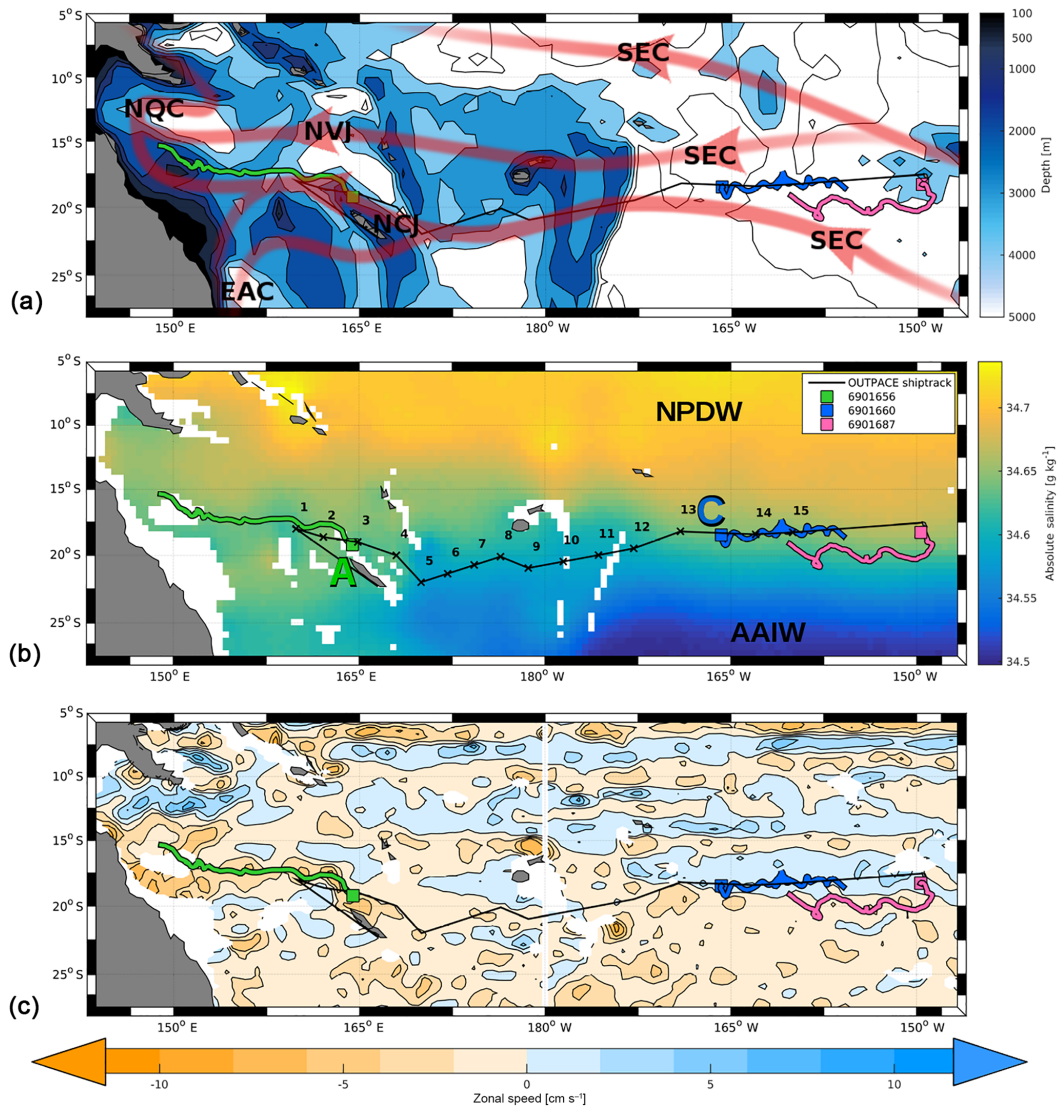 5° S
10° S
15° S
20° S
25° S
SEC
NQC
NVJ
SEC
NCJ
SEC
EAC
(a)
150° E
165° E
180° W
165° W
150° W
100
500
1000
2000
3000
4000
5000
Depth [m]
5° S
10° S
15° S
20° S
25° S
OUTPACE shiptrack
6901656
6901660
6901687
NPDW
1
2
3
4
5
6
7
8
9
10
11
12
13
C
14
15
A
AAIW
(b)
150° E
165° E
180° W
165° W
150° W
34.7
34.65
34.6
34.55
34.5
Absolute salinity [g kg⁻¹]
5° S
10° S
15° S
20° S
25° S
(c)
150° E
165° E
180° W
165° W
150° W
-10
-5
0
5
10
Zonal speed [cm s⁻¹]